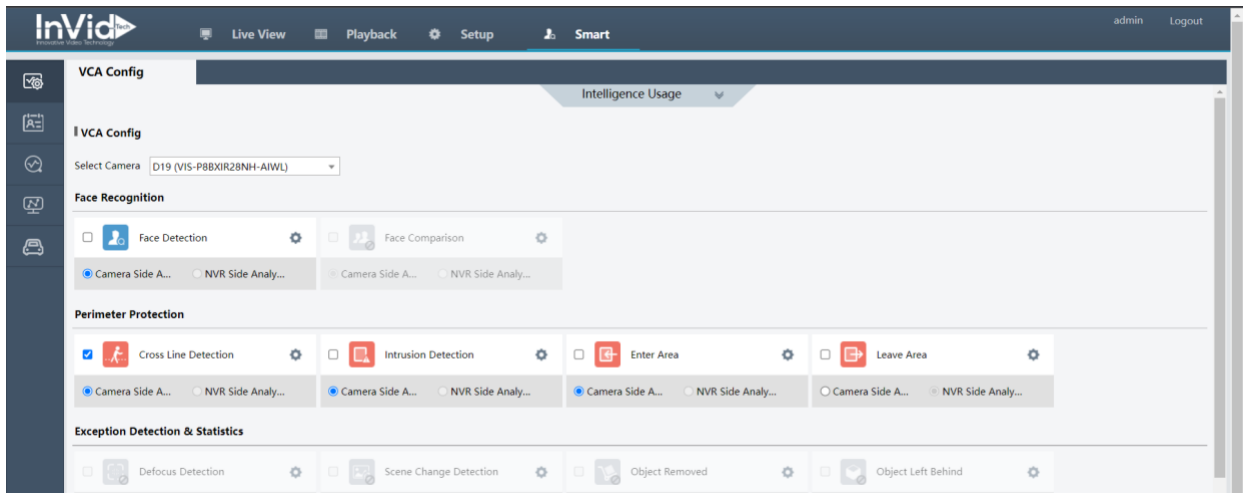 InVid Tech
Innovative Video Technology
Live View Playback Setup Smart admin Logout
VCA Config
Intelligence Usage
VCA Config
Select Camera D19 (VIS-P8BXIR28NH-AIWL)
Face Recognition
Face Detection Face Comparison
Camera Side A... NVR Side Analy... Camera Side A... NVR Side Analy...
Perimeter Protection
Cross Line Detection Intrusion Detection Enter Area Leave Area
Camera Side A... NVR Side Analy... Camera Side A... NVR Side Analy... Camera Side A... NVR Side Analy... Camera Side A... NVR Side Analy...
Exception Detection & Statistics
Defocus Detection Scene Change Detection Object Removed Object Left Behind